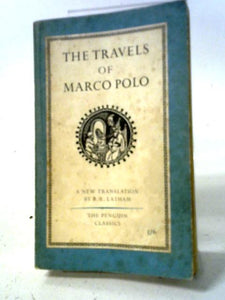 THE TRAVELS
OF
MARCO POLO
A NEW TRANSLATION
BY R. E. LATHAM
THE PENGUIN
CLASSICS